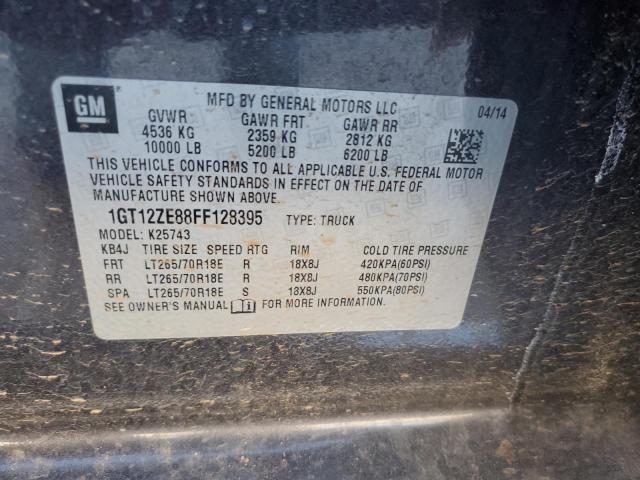 GM
MFD BY GENERAL MOTORS LLC
04/14
GVWR GAWR FRT GAWR RR
4536 KG 2359 KG 2812 KG
10000 LB 5200 LB 6200 LB
THIS VEHICLE CONFORMS TO ALL APPLICABLE U.S. FEDERAL MOTOR
VEHICLE SAFETY STANDARDS IN EFFECT ON THE DATE OF
MANUFACTURE SHOWN ABOVE.
1GT12ZE88FF128395 TYPE: TRUCK
MODEL: K25743
KB4J TIRE SIZE SPEED RTG RIM COLD TIRE PRESSURE
FRT LT265/70R18E R 18X8J 420KPA(60PSI)
RR LT265/70R18E R 18X8J 480KPA(70PSI)
SPA LT265/70R18E S 18X8J 550KPA(80PSI)
SEE OWNER'S MANUAL FOR MORE INFORMATION.